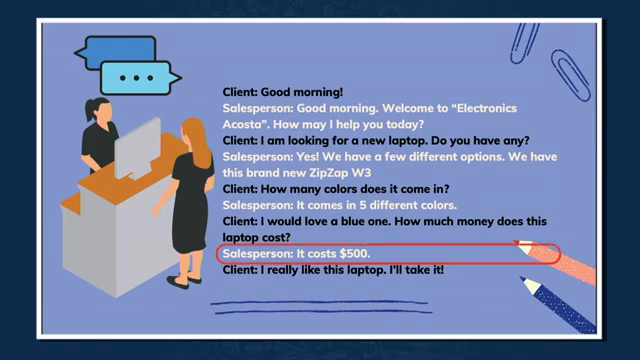 Client: Good morning!
Salesperson: Good morning. Welcome to “Electronics
Acosta”. How may I help you today?
Client: I am looking for a new laptop. Do you have any?
Salesperson: Yes! We have a few different options. We have
this brand new ZipZap W3
Client: How many colors does it come in?
Salesperson: It comes in 5 different colors.
Client: I would love a blue one. How much money does this
laptop cost?
Salesperson: It costs $500.
Client: I really like this laptop. I’ll take it!